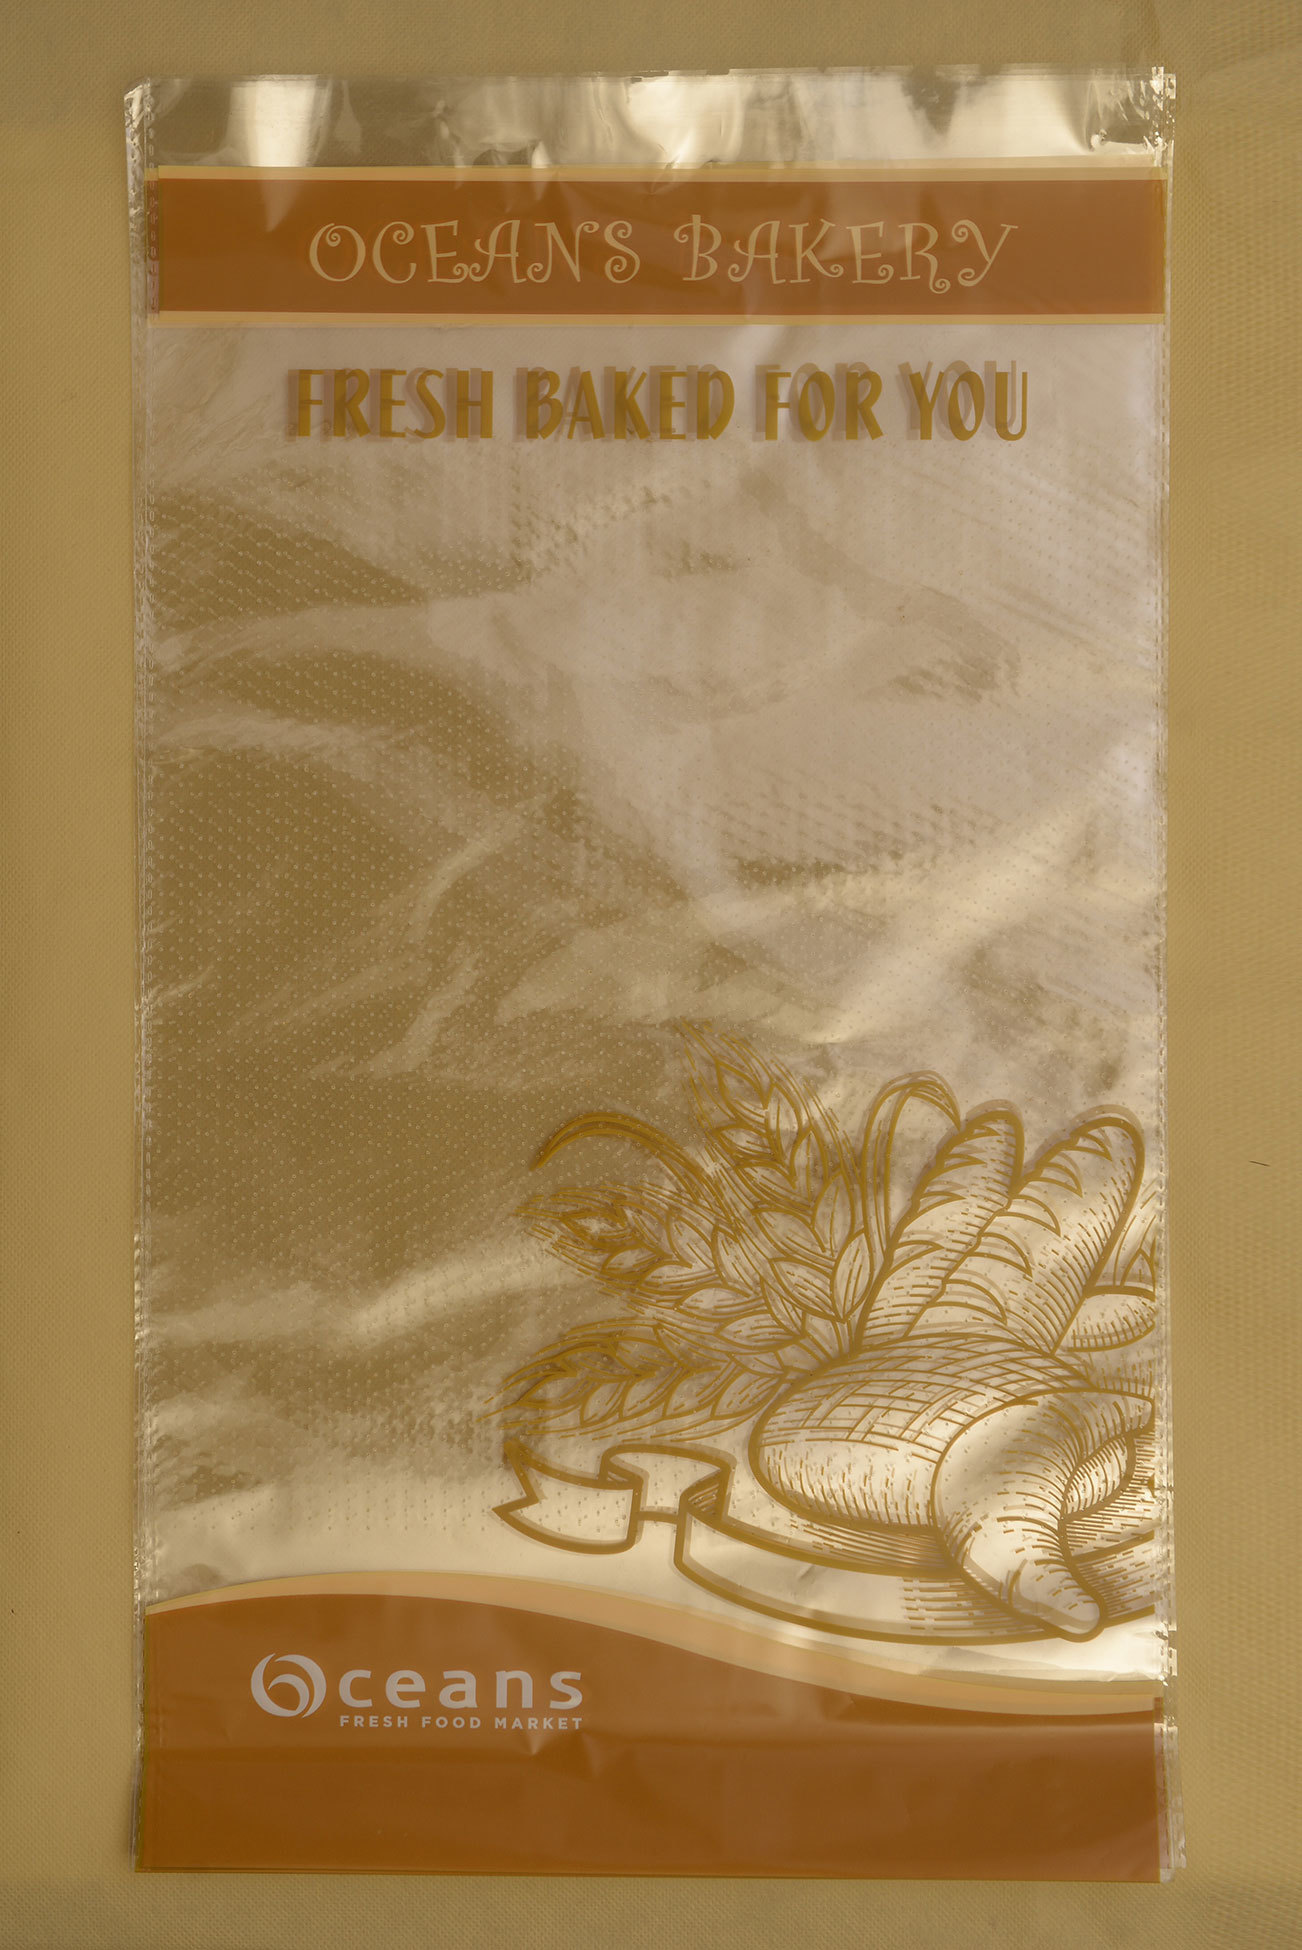 OCEANS BAKERY
FRESH BAKED FOR YOU
Oceans
FRESH FOOD MARKET